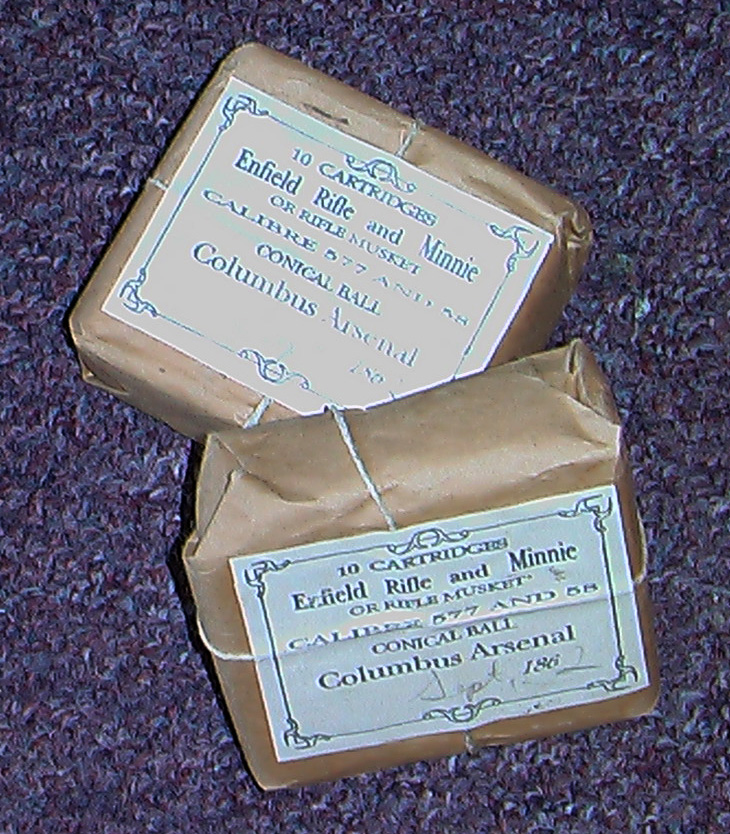 10 CARTRIDGES
Enfield Rifle and Minnie
OR RIFLE MUSKET
CALIBRE 577 AND 58
CONICAL BALL
Columbus Arsenal
186
10 CARTRIDGES
Enfield Rifle and Minnie
OR RIFLE MUSKET
CALIBRE 577 AND 58
CONICAL BALL
Columbus Arsenal
Sept, 1862